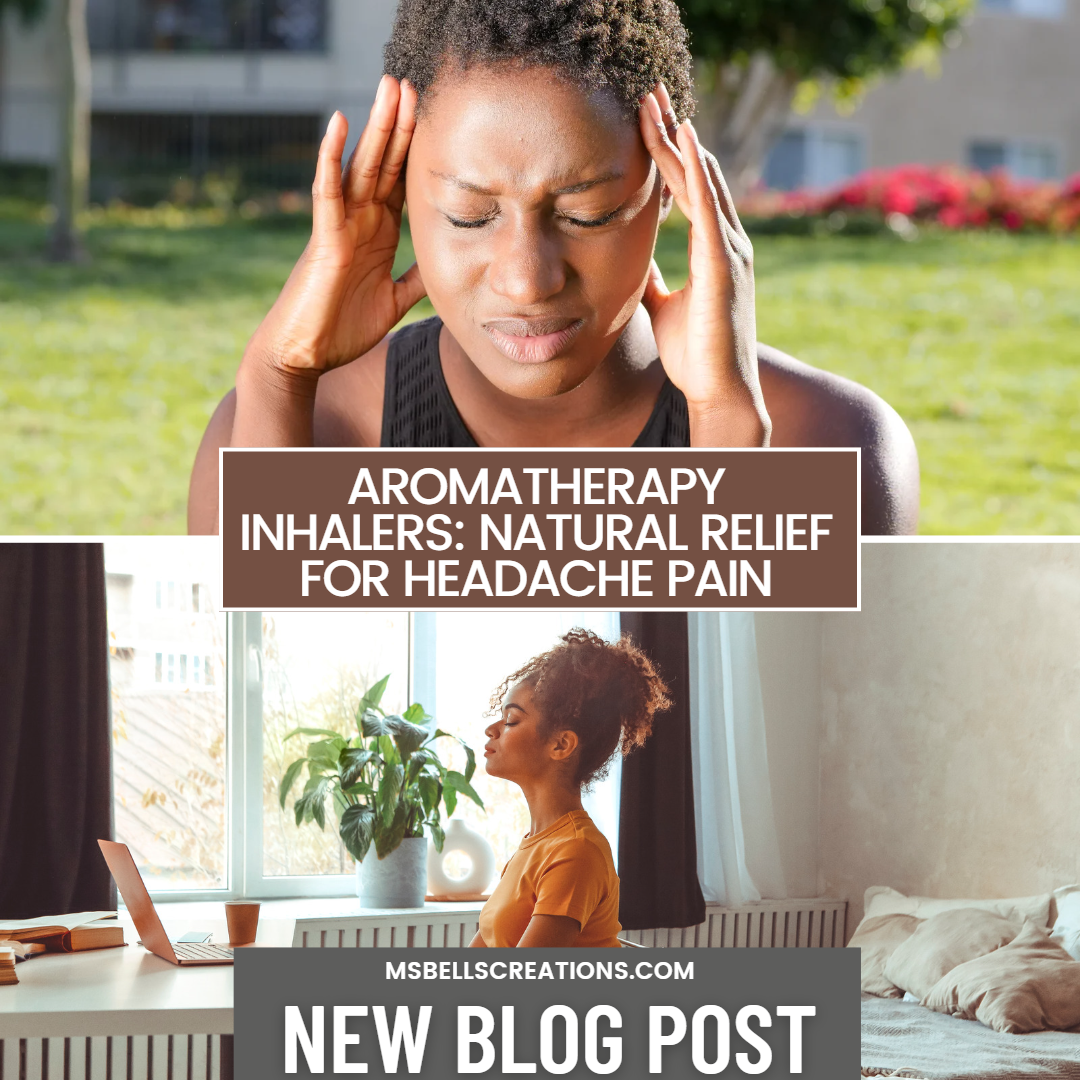 AROMATHERAPY
INHALERS: NATURAL RELIEF
FOR HEADACHE PAIN
MSBELLSCREATIONS.COM
NEW BLOG POST